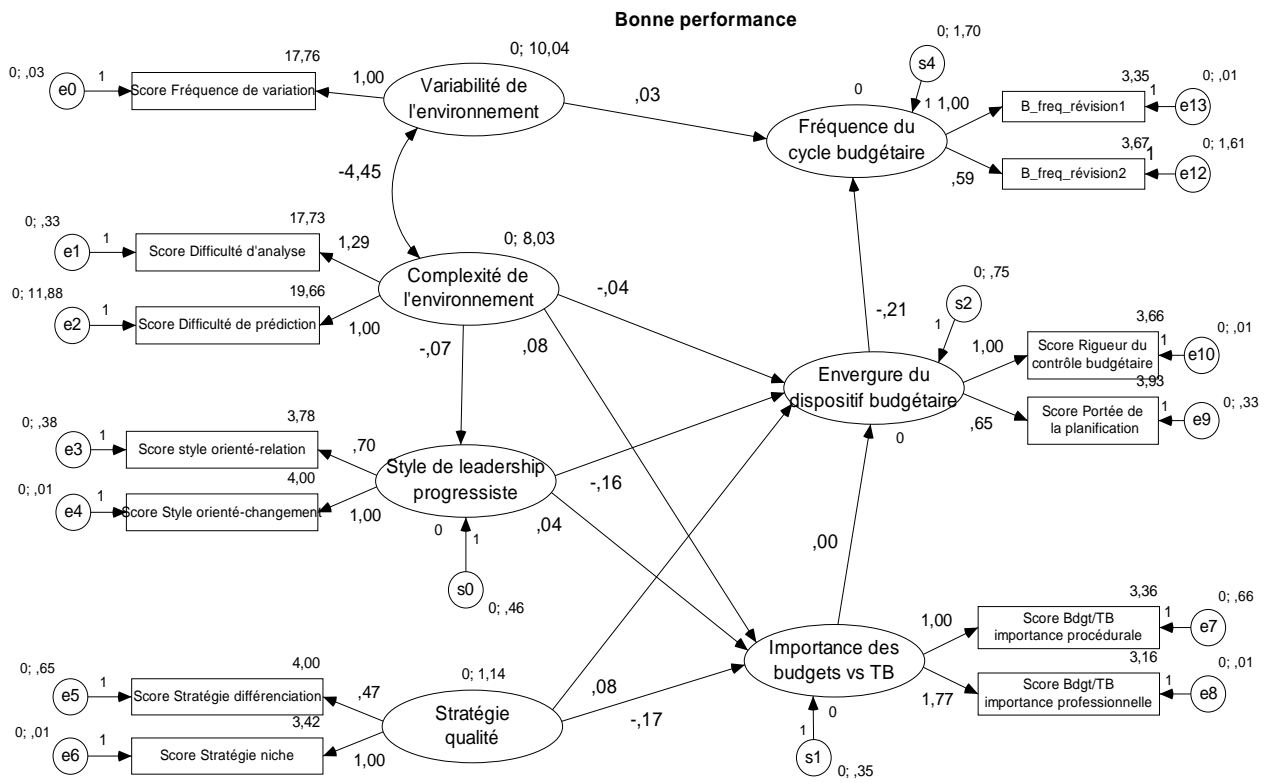 Bonne performance
0; 1,70
s4
17,76
0; 10,04
0; ,03
e0
1
Score Fréquence de variation
1,00
Variabilité de
l'environnement
,03
0
1
1,00
Fréquence du
cycle budgétaire
3,35
0; ,01
B_freq_révision1
1
e13
3,67
0; 1,61
B_freq_révision2
1
e12
,59
-4,45
0; ,33
e1
1
17,73
Score Difficulté d'analyse
1,29
0; 8,03
Complexité de
l'environnement
0; 11,88
e2
1
19,66
Score Difficulté de prédiction
1,00
-,04
-,07
,08
-,21
0; ,75
s2
1
Envergure du
dispositif budgétaire
0
1,00
3,66
0; ,01
Score Rigueur du
contrôle budgétaire
1
e10
3,93
0; ,33
Score Portée de
la planification
1
e9
,65
0; ,38
e3
1
3,78
Score style orienté-relation
,70
Style de leadership
progressiste
0; ,01
e4
1
4,00
Score Style orienté-changement
1,00
0
1
s0
0; ,46
-,16
,04
,00
0; ,65
e5
1
4,00
Score Stratégie différenciation
,47
0; 1,14
Stratégie
qualité
0; ,01
e6
1
3,42
Score Stratégie niche
1,00
,08
-,17
Importance des
budgets vs TB
0
1
s1
0; ,35
1,00
3,36
0; ,66
Score Bdgt/TB
importance procédurale
1
e7
3,16
0; ,01
Score Bdgt/TB
importance professionnelle
1
e8
1,77